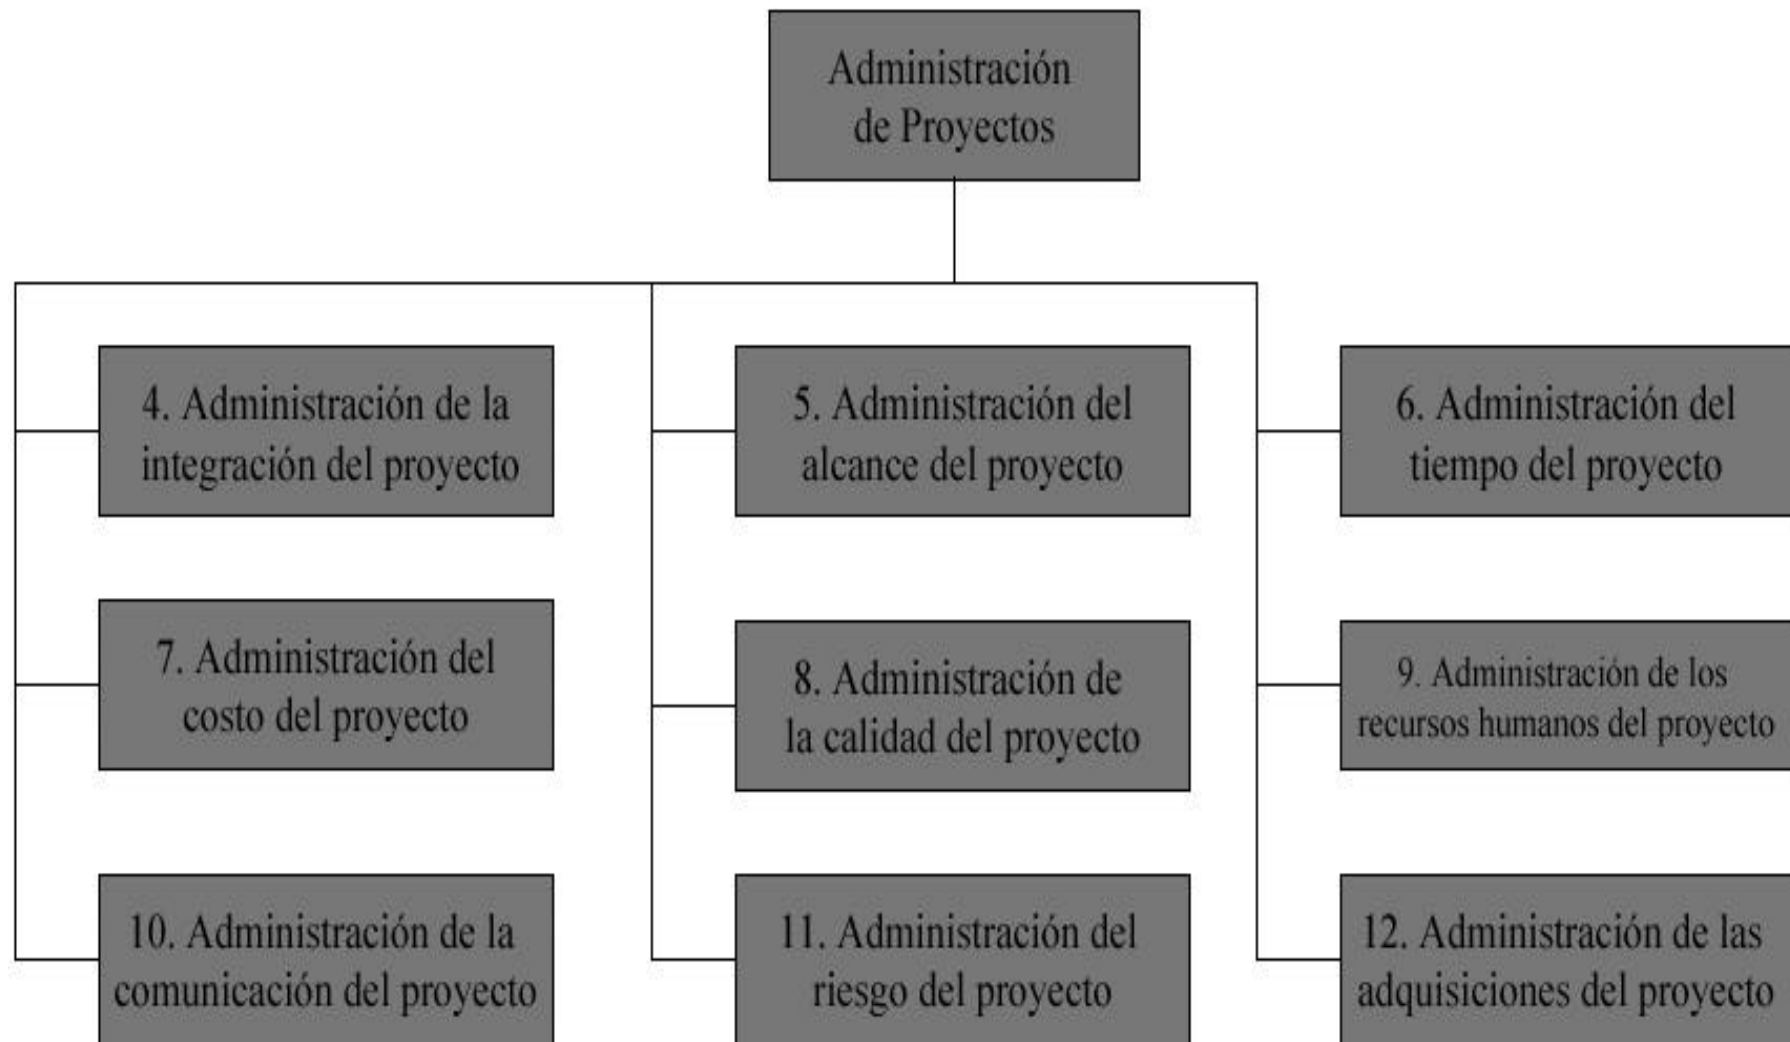 Administración
de Proyectos
4. Administración de la
integración del proyecto
5. Administración del
alcance del proyecto
6. Administración del
tiempo del proyecto
7. Administración del
costo del proyecto
8. Administración de
la calidad del proyecto
9. Administración de los
recursos humanos del proyecto
10. Administración de la
comunicación del proyecto
11. Administración del
riesgo del proyecto
12. Administración de las
adquisiciones del proyecto